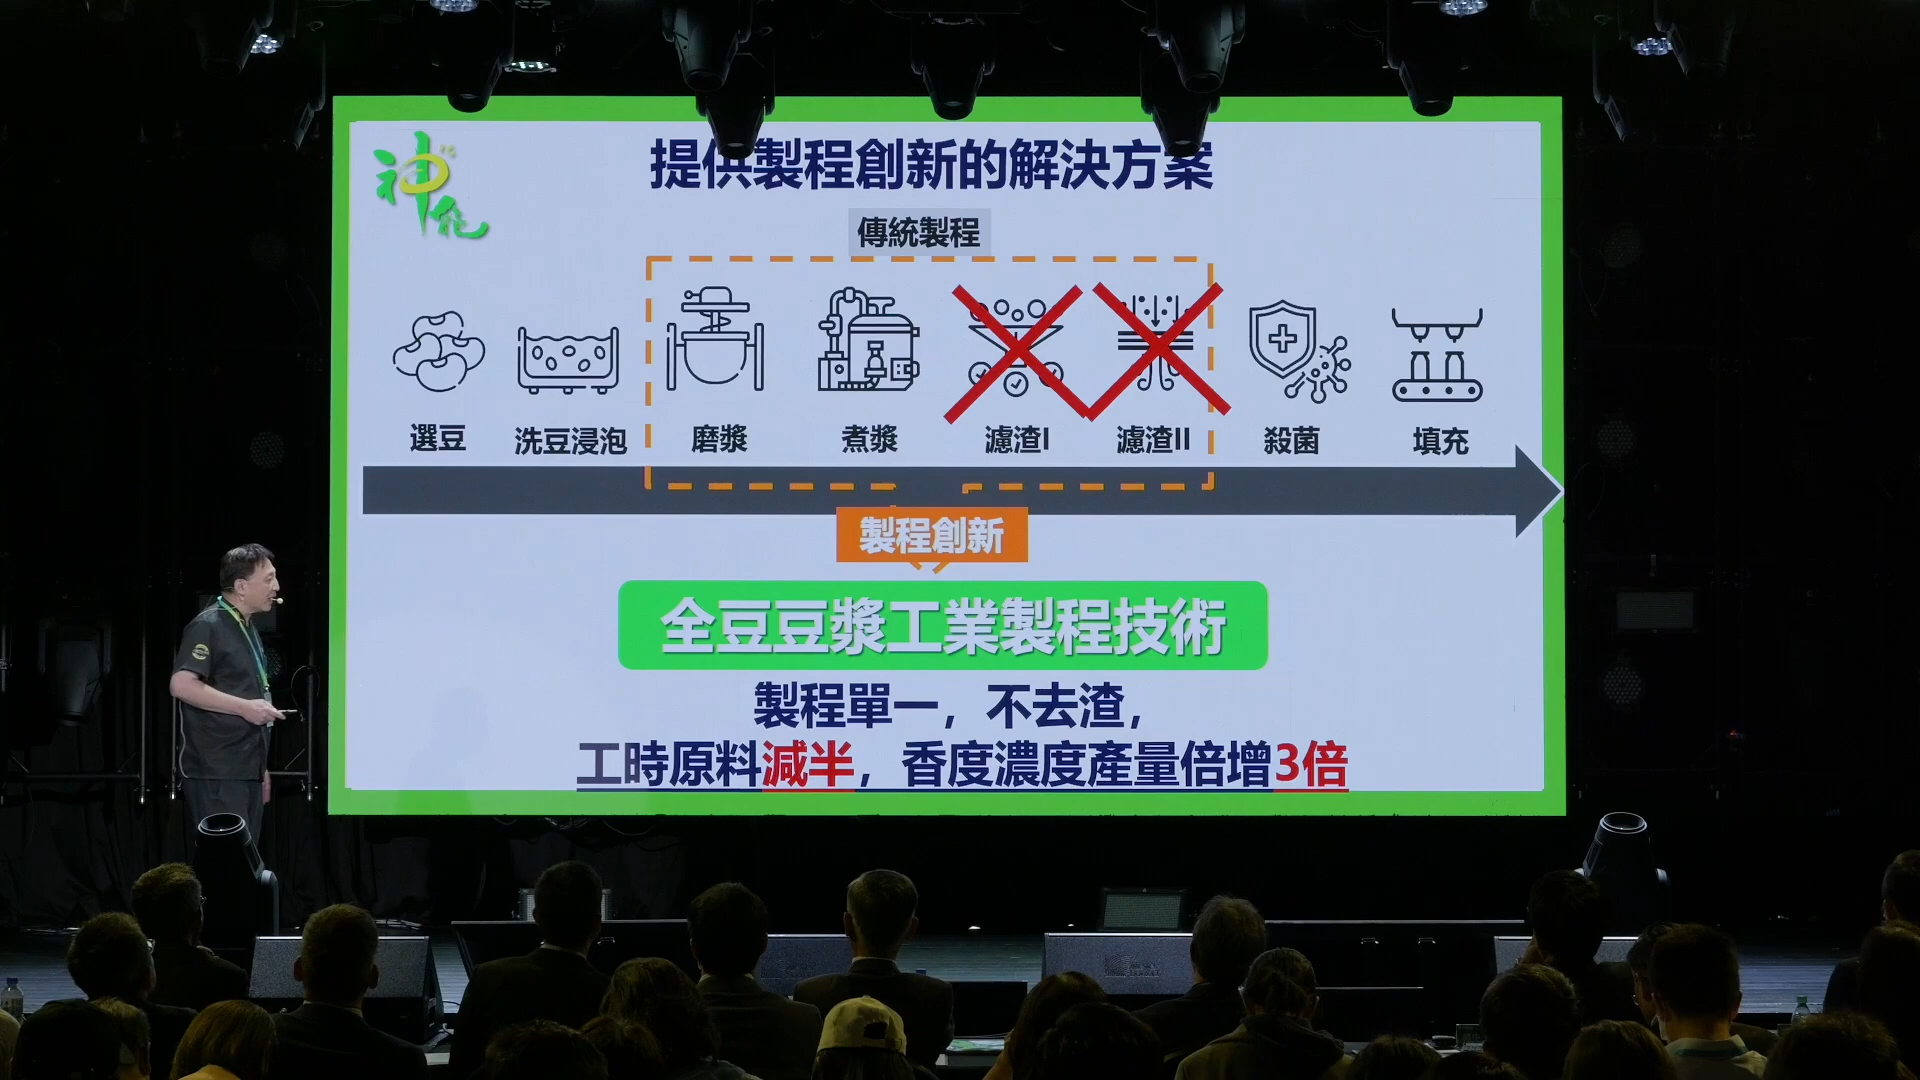 神能
提供製程創新的解決方案
傳統製程
選豆
洗豆浸泡
磨漿
煮漿
濾渣I
濾渣II
殺菌
填充
製程創新
全豆豆漿工業製程技術
製程單一，不去渣，
工時原料減半，香度濃度產量倍增3倍